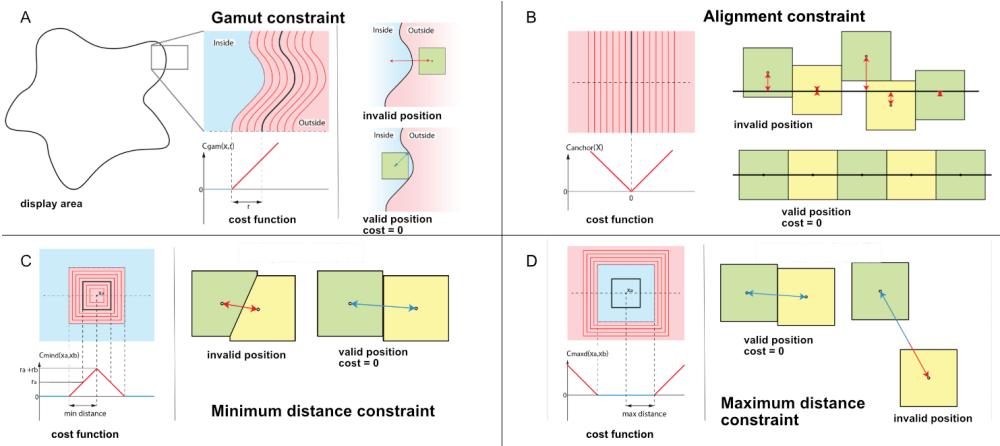 A
Gamut constraint
Inside
Outside
Cgam(x,t)
0
r
cost function
display area
Inside Outside
invalid position
Inside Outside
valid position
cost = 0
B
Alignment constraint
Canchor(X)
0
0
cost function
invalid position
valid position
cost = 0
C
xa
Cmind(xa,xb)
ra +rb
ra
0
min distance
cost function
invalid position
valid position
cost = 0
Minimum distance constraint
D
xa
Cmaxd(xa,xb)
0
max distance
cost function
valid position
cost = 0
Maximum distance
constraint
invalid position